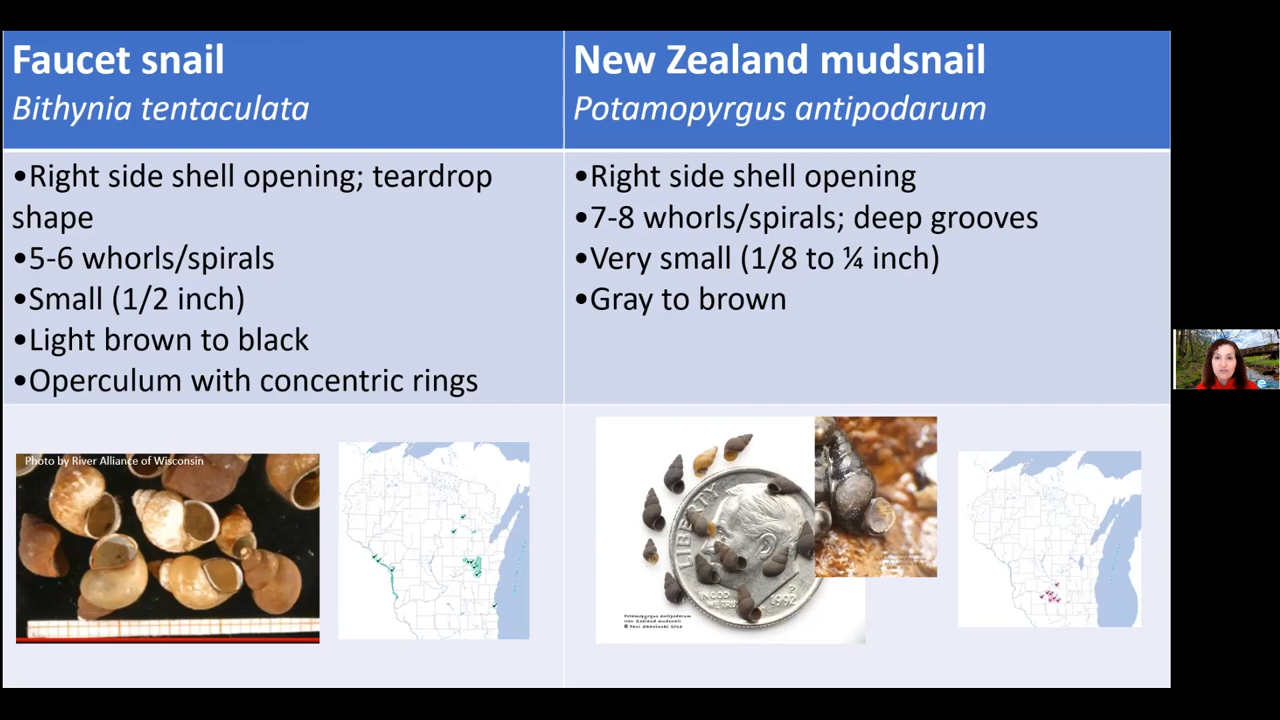 Faucet snail
Bithynia tentaculata
•Right side shell opening; teardrop
shape
•5-6 whorls/spirals
•Small (1/2 inch)
•Light brown to black
•Operculum with concentric rings
Photo by River Alliance of Wisconsin
New Zealand mudsnail
Potamopyrgus antipodarum
•Right side shell opening
•7-8 whorls/spirals; deep grooves
•Very small (1/8 to ¼ inch)
•Gray to brown
LIBERTY
IN GOD
WE TRUST
1992
Potamopyrgus antipodarum
New Zealand mudsnail